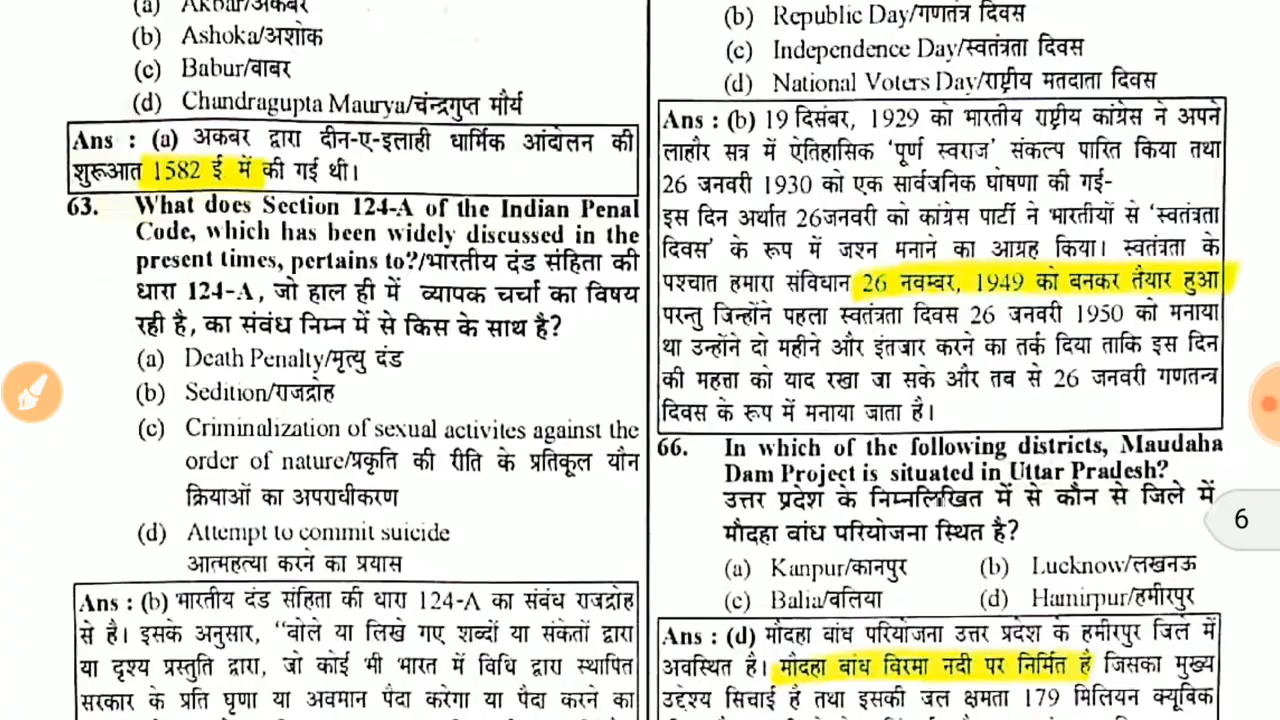 (a) Akbar/अकबर
(b) Ashoka/अशोक
(c) Babur/बाबर
(d) Chandragupta Maurya/चंद्रगुप्त मौर्य
Ans : (a) अकबर द्वारा दीन-ए-इलाही धार्मिक आंदोलन की
शुरूआत 1582 ई में की गई थी।
63. What does Section 124-A of the Indian Penal
Code, which has been widely discussed in the
present times, pertains to?/भारतीय दंड संहिता की
धारा 124-A, जो हाल ही में व्यापक चर्चा का विषय
रही है, का संबंध निम्न में से किस के साथ है?
(a) Death Penalty/मृत्यु दंड
(b) Sedition/राजद्रोह
(c) Criminalization of sexual activites against the
order of nature/प्रकृति की रीति के प्रतिकूल यौन
क्रियाओं का अपराधीकरण
(d) Attempt to commit suicide
आत्महत्या करने का प्रयास
Ans : (b) भारतीय दंड संहिता की धारा 124-A का संबंध राजद्रोह
से है। इसके अनुसार, "बोले या लिखे गए शब्दों या संकेतों द्वारा
या दृश्य प्रस्तुति द्वारा, जो कोई भी भारत में विधि द्वारा स्थापित
सरकार के प्रति घृणा या अवमान पैदा करेगा या पैदा करने का
(b) Republic Day/गणतंत्र दिवस
(c) Independence Day/स्वतंत्रता दिवस
(d) National Voters Day/राष्ट्रीय मतदाता दिवस
Ans : (b) 19 दिसंबर, 1929 को भारतीय राष्ट्रीय कांग्रेस ने अपने
लाहौर सत्र में ऐतिहासिक 'पूर्ण स्वराज' संकल्प पारित किया तथा
26 जनवरी 1930 को एक सार्वजनिक घोषणा की गई-
इस दिन अर्थात 26जनवरी को कांग्रेस पार्टी ने भारतीयों से 'स्वतंत्रता
दिवस' के रूप में जश्न मनाने का आग्रह किया। स्वतंत्रता के
पश्चात हमारा संविधान 26 नवम्बर, 1949 को बनकर तैयार हुआ
परन्तु जिन्होंने पहला स्वतंत्रता दिवस 26 जनवरी 1950 को मनाया
था उन्होंने दो महीने और इंतजार करने का तर्क दिया ताकि इस दिन
की महत्ता को याद रखा जा सके और तब से 26 जनवरी गणतन्त्र
दिवस के रूप में मनाया जाता है।
66. In which of the following districts, Maudaha
Dam Project is situated in Uttar Pradesh?
उत्तर प्रदेश के निम्नलिखित में से कौन से जिले में
मौदहा बांध परियोजना स्थित है?
(a) Kanpur/कानपुर (b) Lucknow/लखनऊ
(c) Balia/बलिया (d) Hamirpur/हमीरपुर
Ans : (d) मौदहा बांध परियोजना उत्तर प्रदेश के हमीरपुर जिले में
अवस्थित है। मौदहा बांध विरमा नदी पर निर्मित है जिसका मुख्य
उद्देश्य सिचाई है तथा इसकी जल क्षमता 179 मिलियन क्यूविक
6